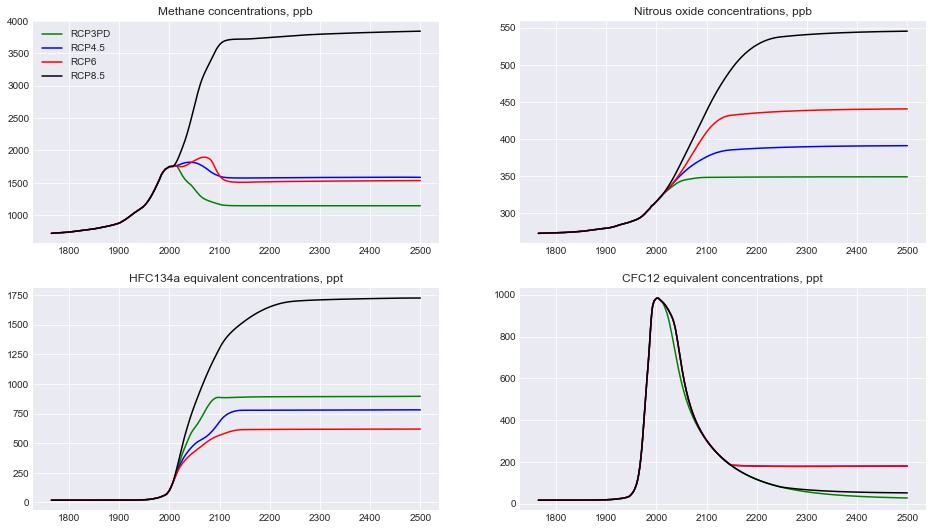 Methane concentrations, ppb
4000
3500
3000
2500
2000
1500
1000
RCP3PD
RCP4.5
RCP6
RCP8.5
1800 1900 2000 2100 2200 2300 2400 2500
Nitrous oxide concentrations, ppb
550
500
450
400
350
300
1800 1900 2000 2100 2200 2300 2400 2500
HFC134a equivalent concentrations, ppt
1750
1500
1250
1000
750
500
250
0
1800 1900 2000 2100 2200 2300 2400 2500
CFC12 equivalent concentrations, ppt
1000
800
600
400
200
0
1800 1900 2000 2100 2200 2300 2400 2500